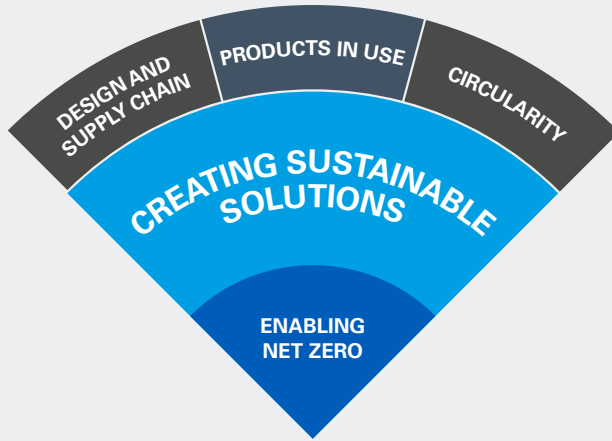 DESIGN AND
SUPPLY CHAIN
PRODUCTS IN USE
CIRCULARITY
CREATING SUSTAINABLE
SOLUTIONS
ENABLING
NET ZERO